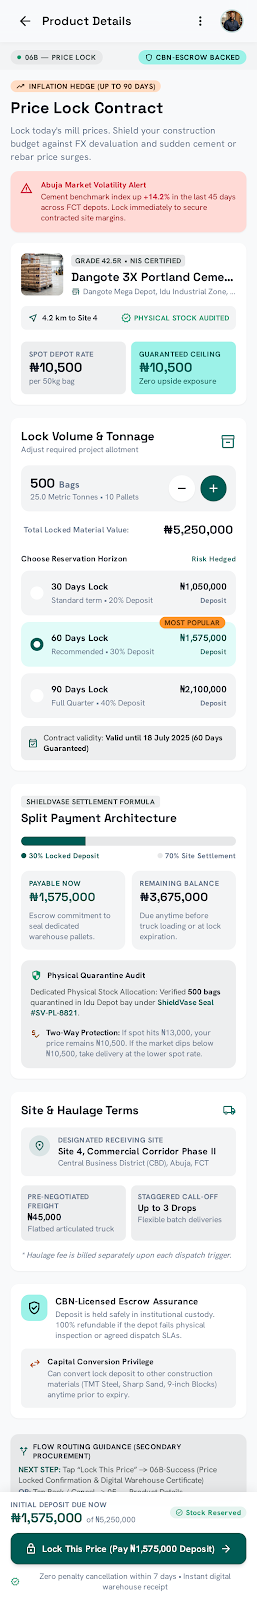 Product Details
06B — PRICE LOCK
CBN-ESCROW BACKED
INFLATION HEDGE (UP TO 90 DAYS)
Price Lock Contract
Lock today's mill prices. Shield your construction
budget against FX devaluation and sudden cement or
rebar price surges.
Abuja Market Volatility Alert
Cement benchmark index up +14.2% in the last 45 days
across FCT depots. Lock immediately to secure
contracted site margins.
GRADE 42.5R • NIS CERTIFIED
Dangote 3X Portland Ceme...
Dangote Mega Depot, Idu Industrial Zone, ...
4.2 km to Site 4
PHYSICAL STOCK AUDITED
SPOT DEPOT RATE
₦10,500
per 50kg bag
GUARANTEED CEILING
₦10,500
Zero upside exposure
Lock Volume & Tonnage
Adjust required project allotment
500 Bags
25.0 Metric Tonnes • 10 Pallets
Total Locked Material Value:
₦5,250,000
Choose Reservation Horizon
Risk Hedged
30 Days Lock
₦1,050,000
Standard term • 20% Deposit
Deposit
MOST POPULAR
60 Days Lock
₦1,575,000
Recommended • 30% Deposit
Deposit
90 Days Lock
₦2,100,000
Full Quarter • 40% Deposit
Deposit
Contract validity: Valid until 18 July 2025 (60 Days
Guaranteed)
SHIELDVASE SETTLEMENT FORMULA
Split Payment Architecture
30% Locked Deposit
70% Site Settlement
PAYABLE NOW
₦1,575,000
Escrow commitment to
seal dedicated
warehouse pallets.
REMAINING BALANCE
₦3,675,000
Due anytime before
truck loading or at lock
expiration.
Physical Quarantine Audit
Dedicated Physical Stock Allocation: Verified 500 bags
quarantined in Idu Depot bay under ShieldVase Seal
#SV-PL-8821.
Two-Way Protection: If spot hits ₦13,000, your
price remains ₦10,500. If the market dips below
₦10,500, take delivery at the lower spot rate.
Site & Haulage Terms
DESIGNATED RECEIVING SITE
Site 4, Commercial Corridor Phase II
Central Business District (CBD), Abuja, FCT
PRE-NEGOTIATED
FREIGHT
₦45,000
Flatbed articulated truck
STAGGERED CALL-OFF
Up to 3 Drops
Flexible batch deliveries
* Haulage fee is billed separately upon each dispatch trigger.
CBN-Licensed Escrow Assurance
Deposit is held safely in institutional custody.
100% refundable if the depot fails physical
inspection or agreed dispatch SLAs.
Capital Conversion Privilege
Can convert lock deposit to other construction
materials (TMT Steel, Sharp Sand, 9-inch Blocks)
anytime prior to expiry.
FLOW ROUTING GUIDANCE (SECONDARY
PROCUREMENT)
NEXT STEP: Tap "Lock This Price" → 06B-Success (Price
Locked Confirmation & Digital Warehouse Certificate)
INITIAL DEPOSIT DUE NOW
₦1,575,000 of ₦5,250,000
Stock Reserved
Lock This Price (Pay ₦1,575,000 Deposit)
Zero penalty cancellation within 7 days • Instant digital
warehouse receipt